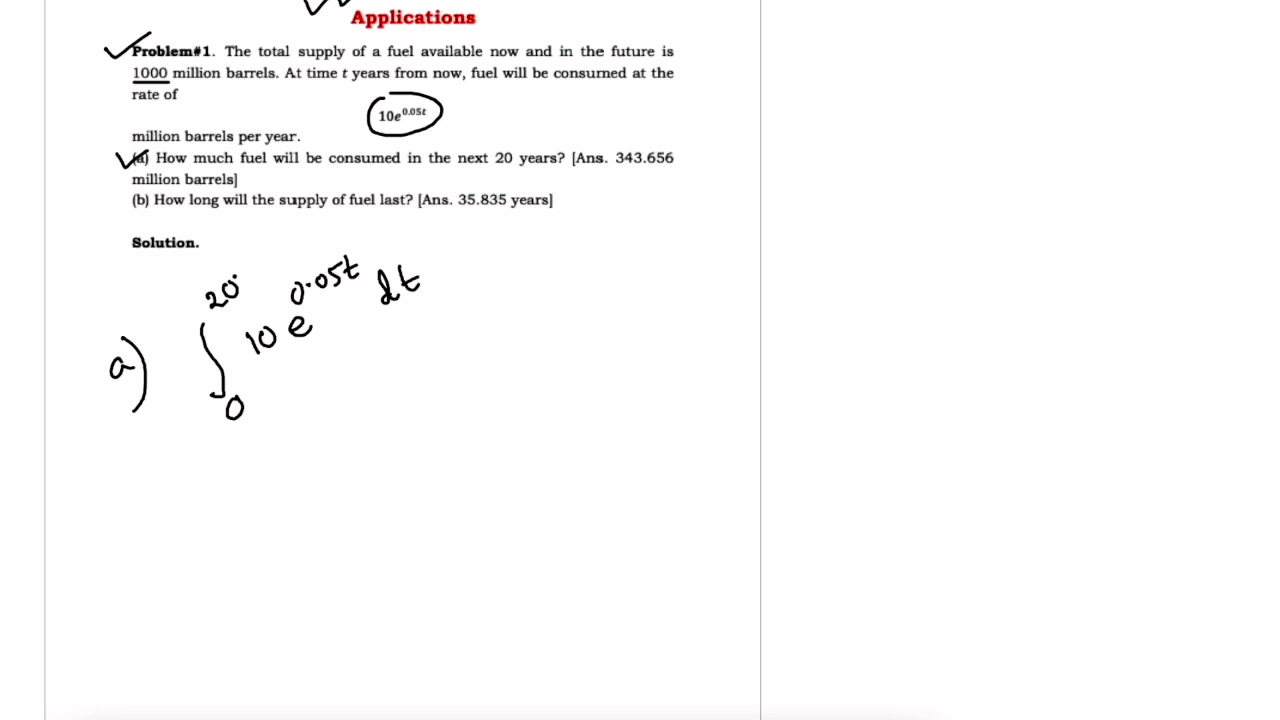 Applications
Problem#1. The total supply of a fuel available now and in the future is
1000 million barrels. At time t years from now, fuel will be consumed at the
rate of
10e^0.05t
million barrels per year.
(a) How much fuel will be consumed in the next 20 years? [Ans. 343.656
million barrels]
(b) How long will the supply of fuel last? [Ans. 35.835 years]
Solution.
a) ∫_0^20 10 e^0.05t dt